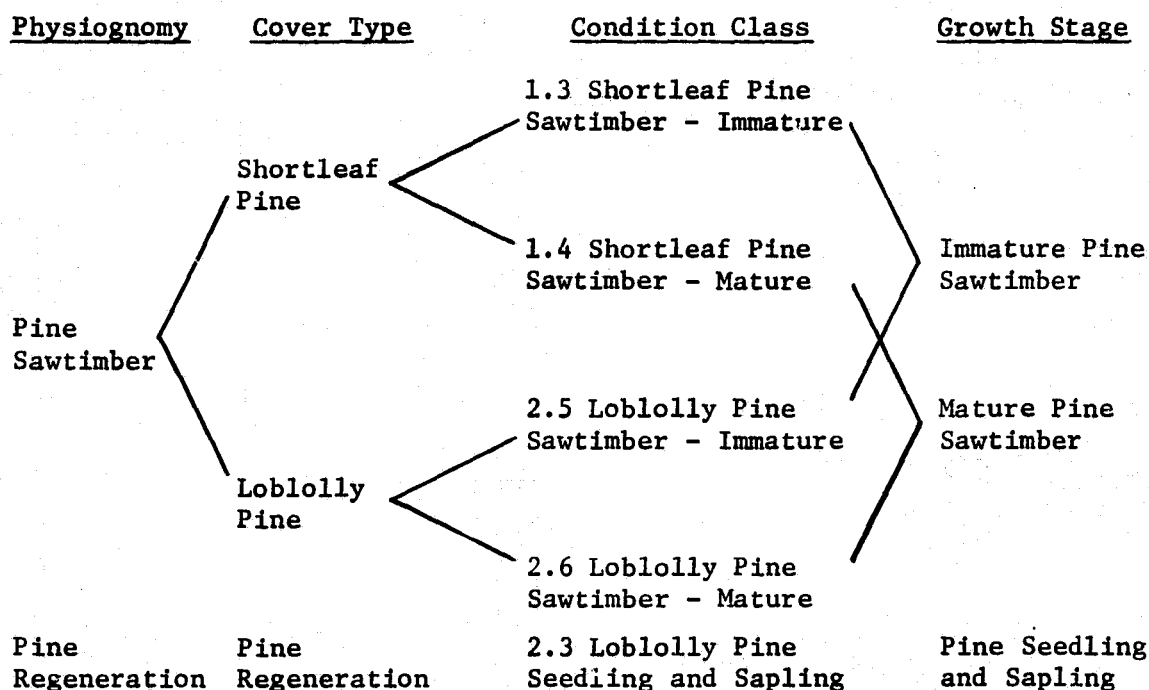 Physiognomy Cover Type Condition Class Growth Stage
1.3 Shortleaf Pine
Sawtimber - Immature
Shortleaf
Pine
1.4 Shortleaf Pine
Sawtimber - Mature
Immature Pine
Sawtimber
Pine
Sawtimber
2.5 Loblolly Pine
Sawtimber - Immature
Mature Pine
Sawtimber
Loblolly
Pine
2.6 Loblolly Pine
Sawtimber - Mature
Pine Pine 2.3 Loblolly Pine Pine Seedling
Regeneration Regeneration Seedling and Sapling and Sapling